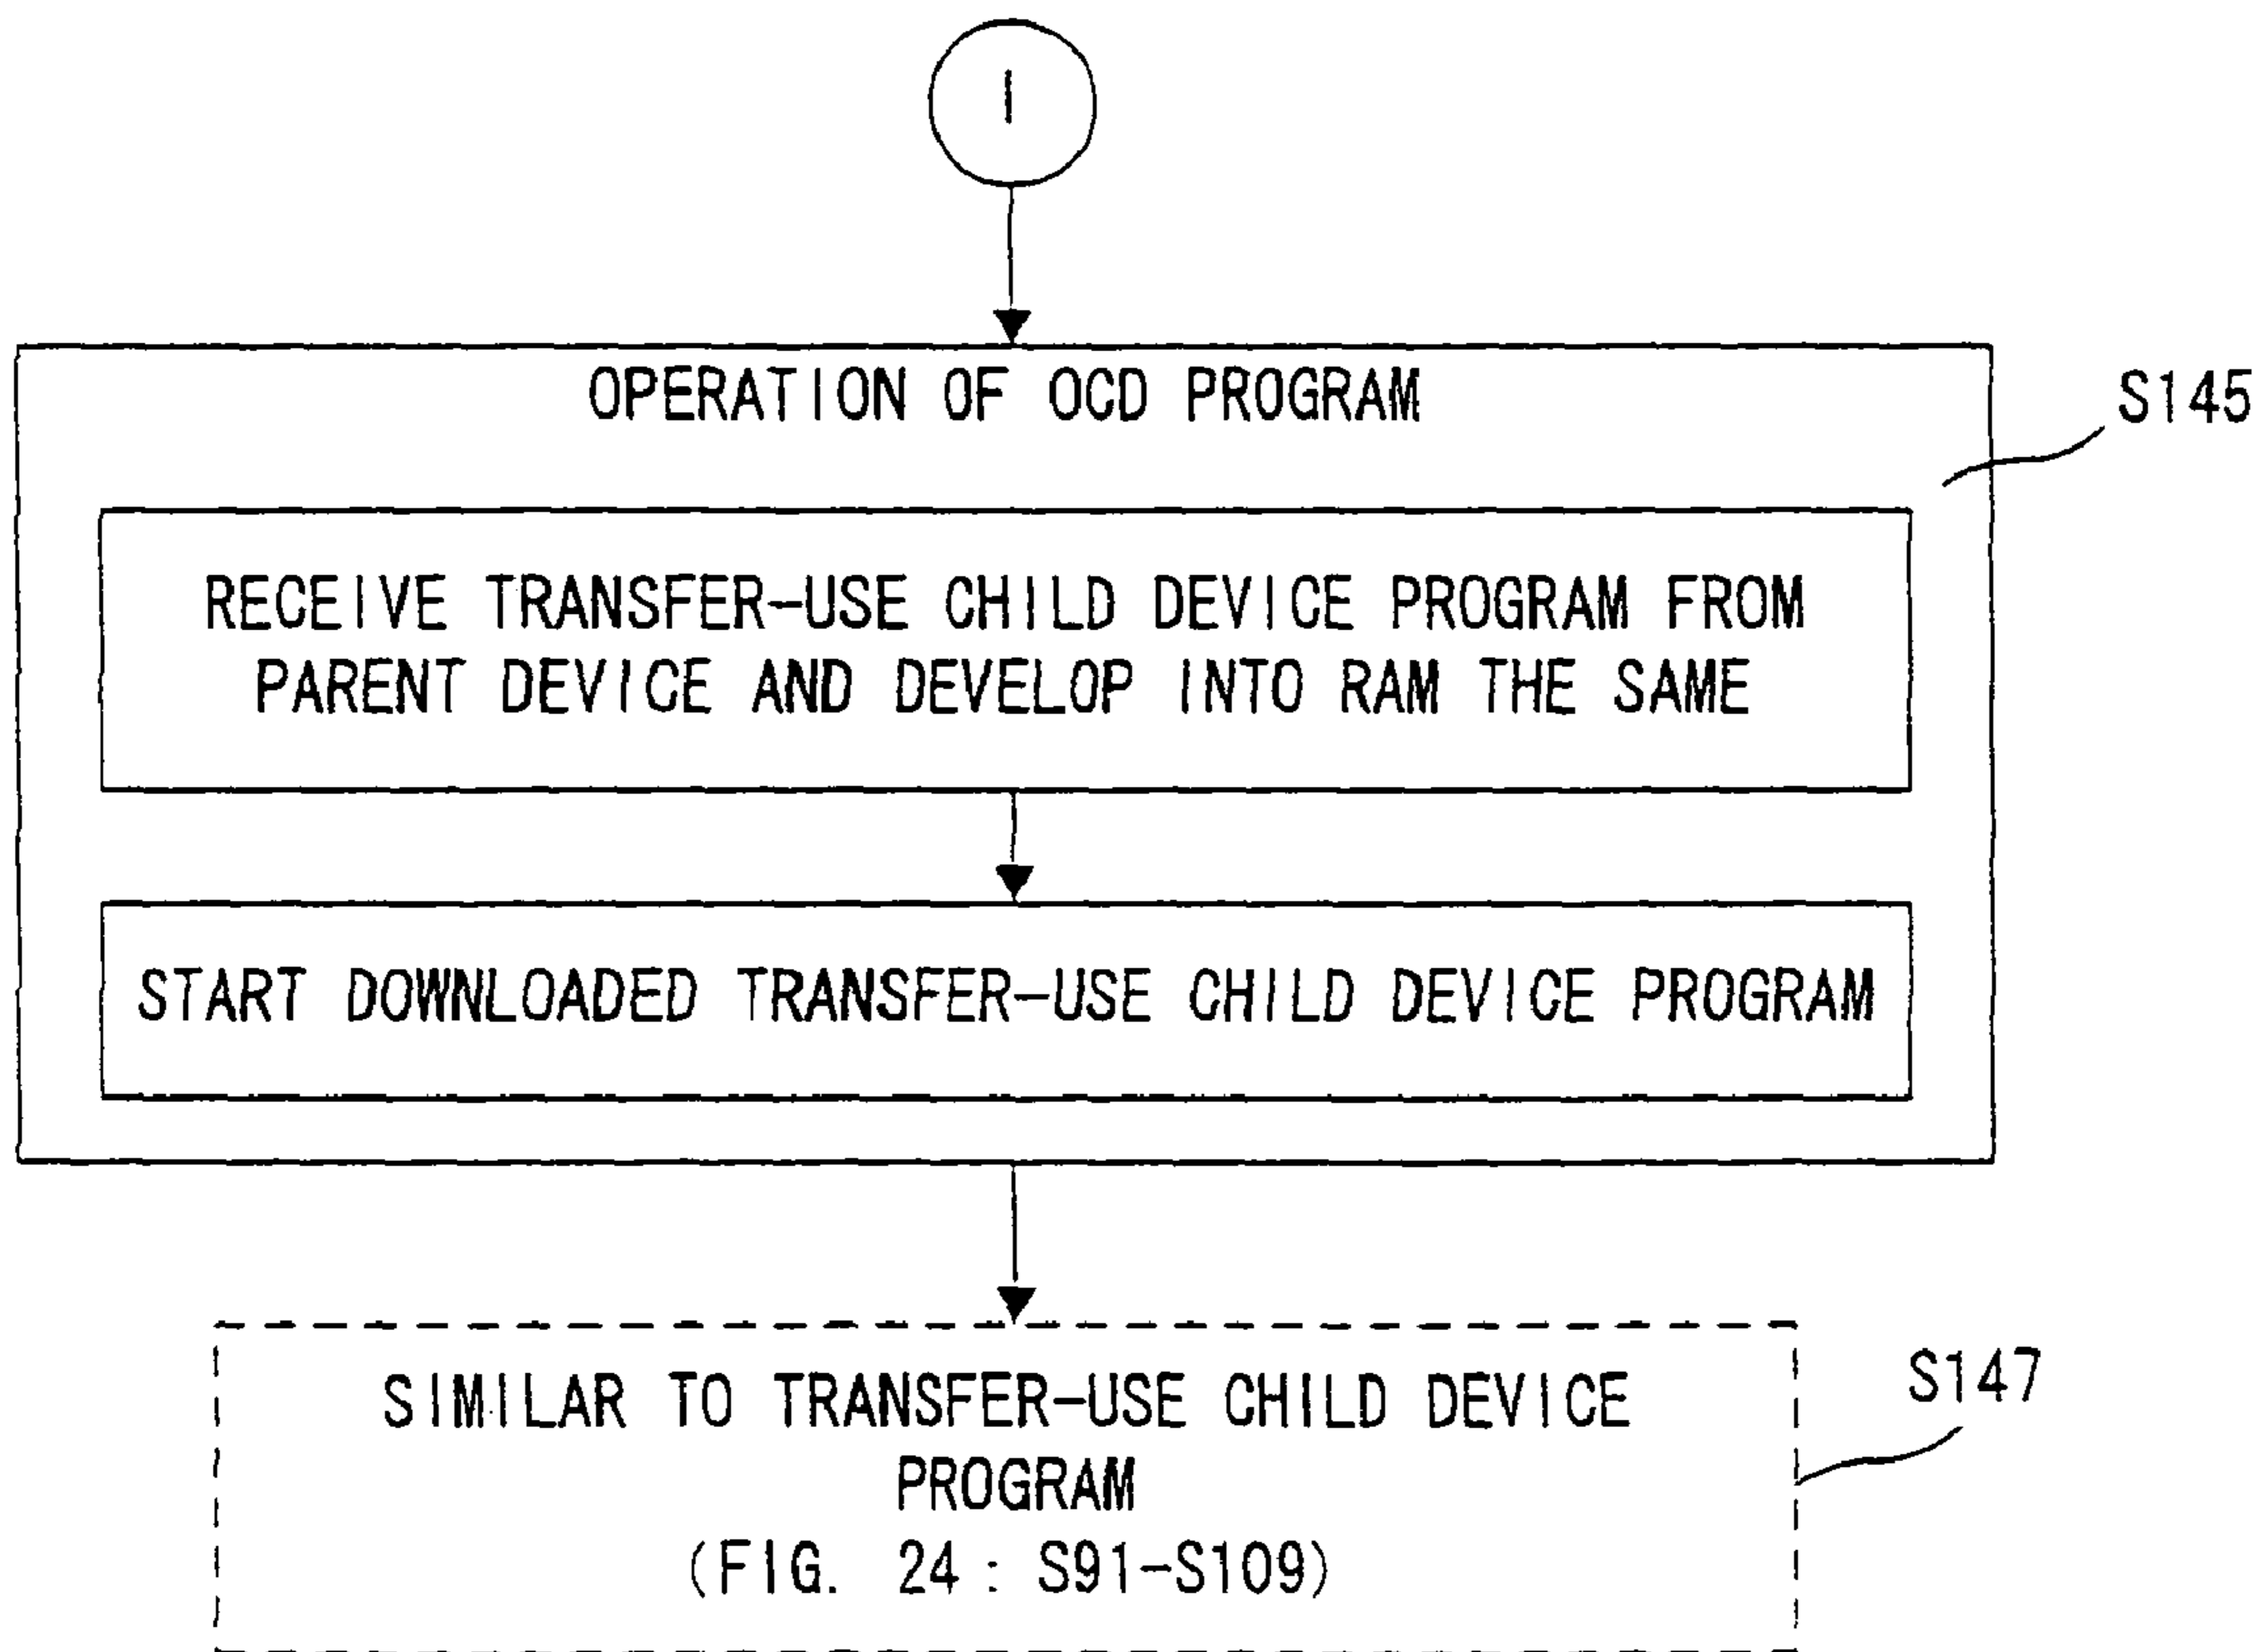 I
OPERATION OF OCD PROGRAM
S145
RECEIVE TRANSFER-USE CHILD DEVICE PROGRAM FROM
PARENT DEVICE AND DEVELOP INTO RAM THE SAME
START DOWNLOADED TRANSFER-USE CHILD DEVICE PROGRAM
SIMILAR TO TRANSFER-USE CHILD DEVICE
S147
PROGRAM
(FIG. 24 : S91-S109)